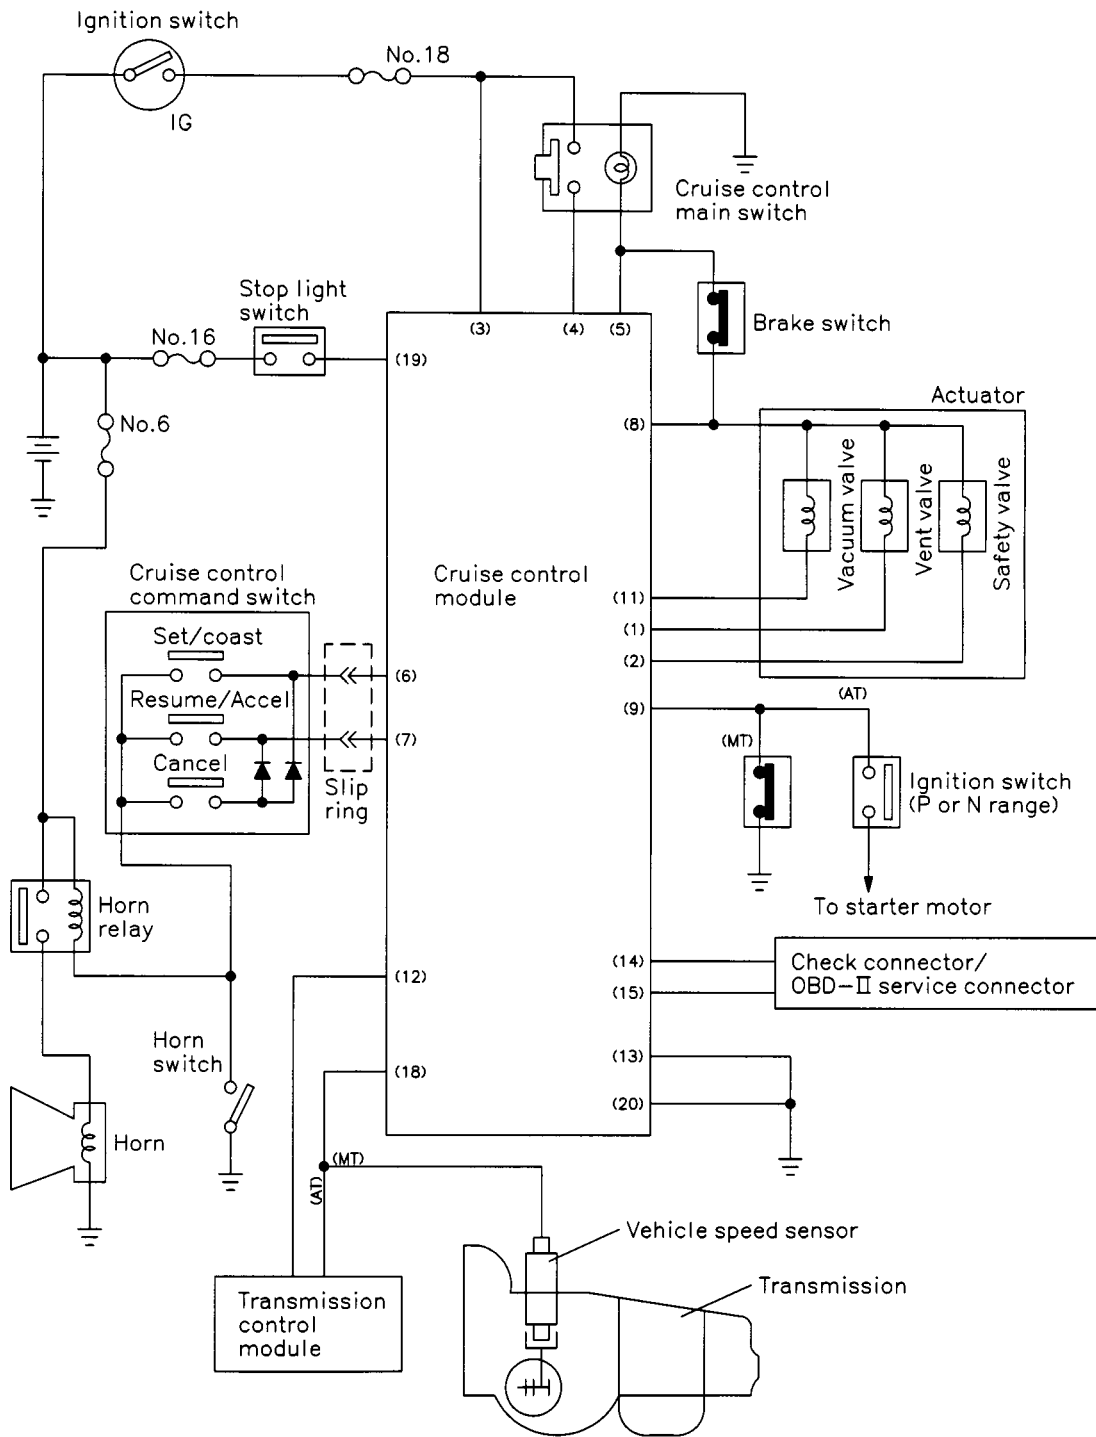 Ignition switch
IG
No.18
Cruise control
main switch
Stop light
switch
No.16
No.6
(3)
(4)
(5)
Brake switch
(19)
(8)
Actuator
Vacuum valve
Vent valve
Safety valve
Cruise control
command switch
Set/coast
Resume/Accel
Cancel
Slip
ring
Cruise control
module
(6)
(7)
(11)
(1)
(2)
(9)
(AT)
(MT)
Ignition switch
(P or N range)
To starter motor
Horn
relay
(12)
(14)
(15)
Check connector/
OBD-II service connector
Horn
switch
(18)
(13)
(20)
Horn
(MT)
(AT)
Vehicle speed sensor
Transmission
Transmission
control
module